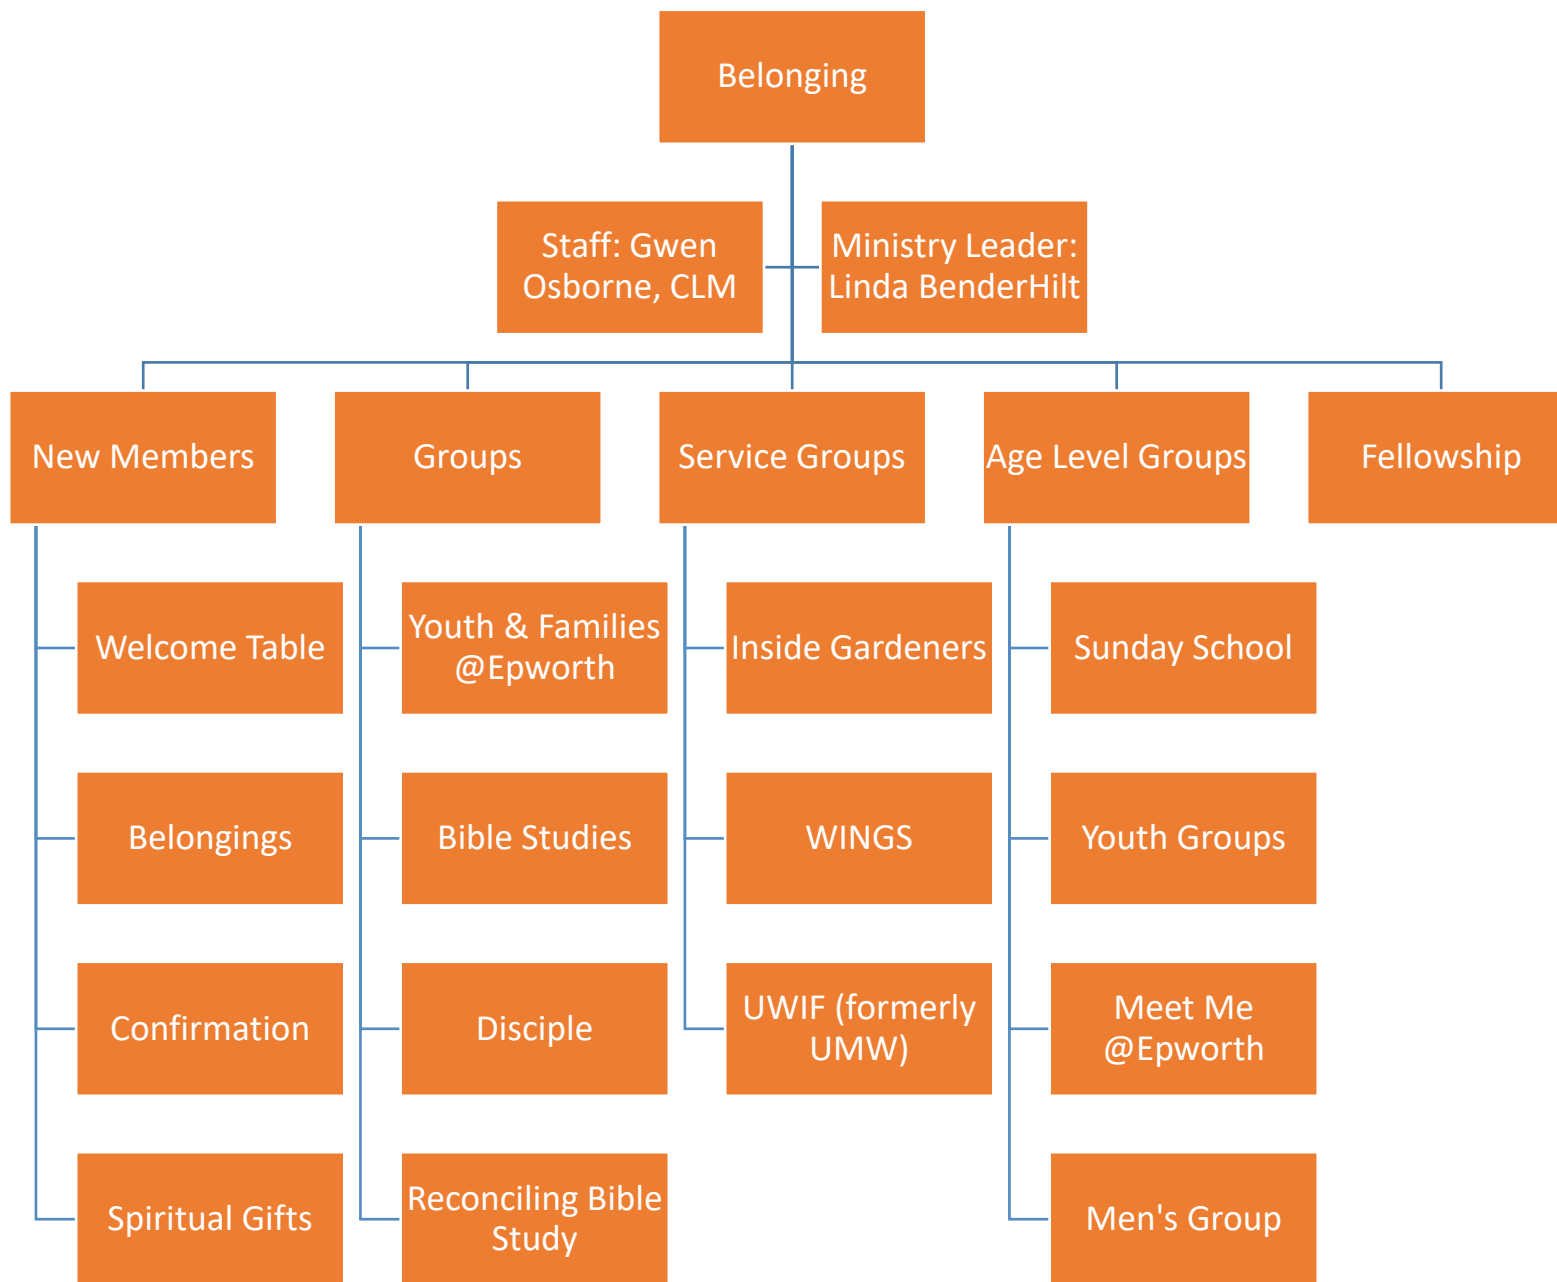 Belonging
Staff: Gwen
Osborne, CLM
Ministry Leader:
Linda BenderHilt
New Members
Groups
Service Groups
Age Level Groups
Fellowship
Welcome Table
Belongings
Confirmation
Spiritual Gifts
Youth & Families
@Epworth
Bible Studies
Disciple
Reconciling Bible
Study
Inside Gardeners
WINGS
UWIF (formerly
UMW)
Sunday School
Youth Groups
Meet Me
@Epworth
Men's Group